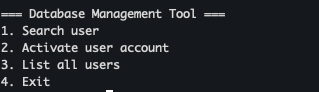 === Database Management Tool ===
1. Search user
2. Activate user account
3. List all users
4. Exit